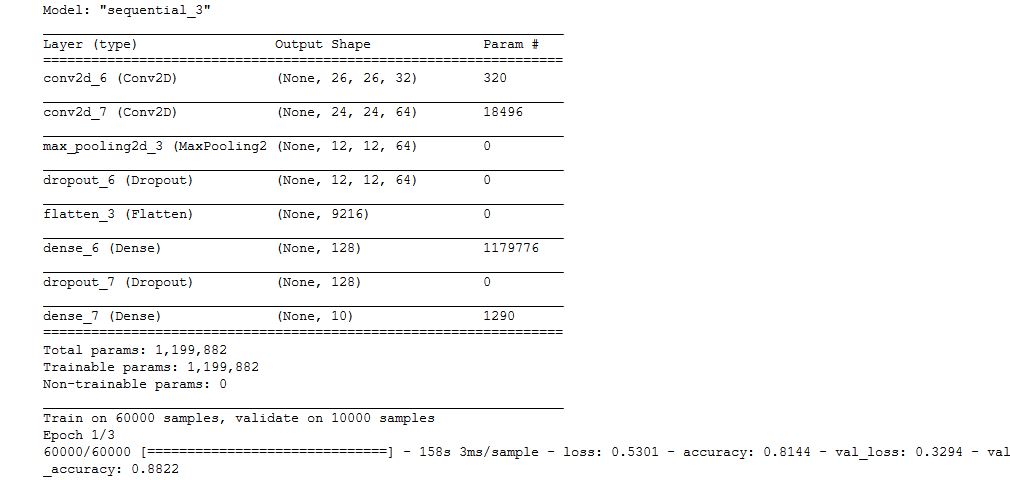 Model: "sequential_3"
Layer (type) Output Shape Param #
=================================================================
conv2d_6 (Conv2D) (None, 26, 26, 32) 320
conv2d_7 (Conv2D) (None, 24, 24, 64) 18496
max_pooling2d_3 (MaxPooling2 (None, 12, 12, 64) 0
dropout_6 (Dropout) (None, 12, 12, 64) 0
flatten_3 (Flatten) (None, 9216) 0
dense_6 (Dense) (None, 128) 1179776
dropout_7 (Dropout) (None, 128) 0
dense_7 (Dense) (None, 10) 1290
=================================================================
Total params: 1,199,882
Trainable params: 1,199,882
Non-trainable params: 0
Train on 60000 samples, validate on 10000 samples
Epoch 1/3
60000/60000 [==============================] - 158s 3ms/sample - loss: 0.5301 - accuracy: 0.8144 - val_loss: 0.3294 - val
_accuracy: 0.8822